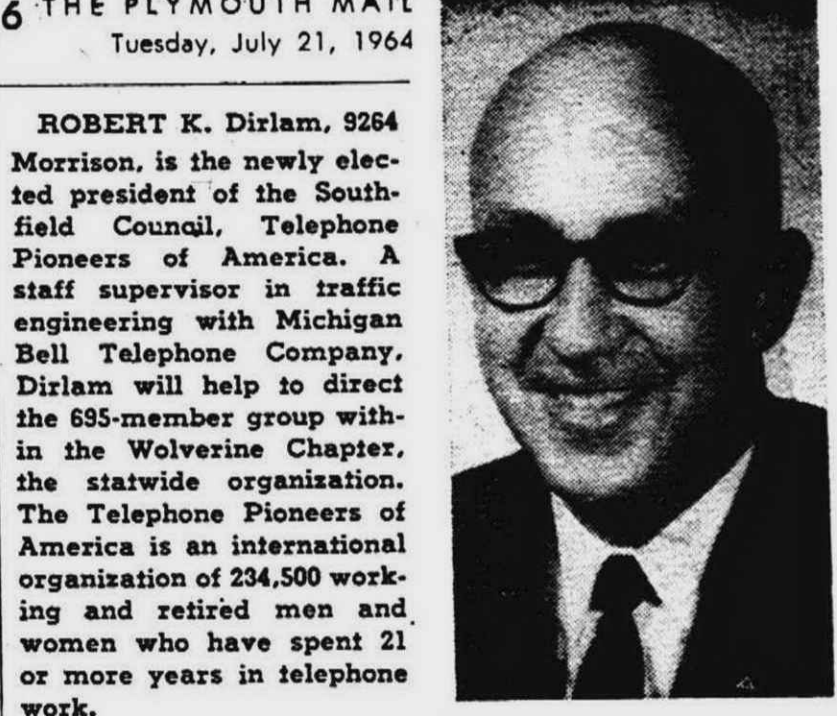 6 THE PLYMOUTH MAIL
Tuesday, July 21, 1964
ROBERT K. Dirlam, 9264
Morrison, is the newly elec-
ted president of the South-
field Council, Telephone
Pioneers of America. A
staff supervisor in traffic
engineering with Michigan
Bell Telephone Company,
Dirlam will help to direct
the 695-member group with-
in the Wolverine Chapter,
the statwide organization.
The Telephone Pioneers of
America is an international
organization of 234,500 work-
ing and retired men and
women who have spent 21
or more years in telephone
work.